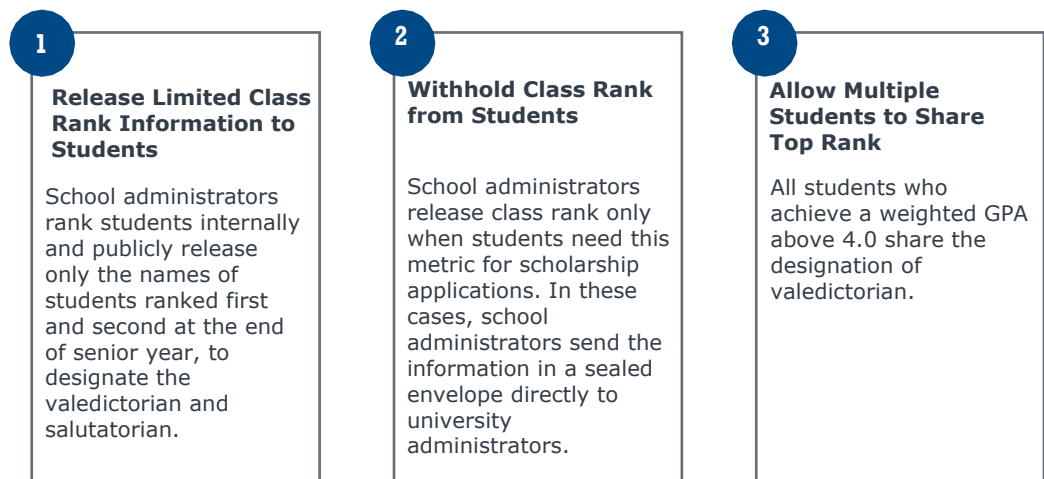 1
Release Limited Class
Rank Information to
Students
School administrators
rank students internally
and publicly release
only the names of
students ranked first
and second at the end
of senior year, to
designate the
valedictorian and
salutatorian.
2
Withhold Class Rank
from Students
School administrators
release class rank only
when students need this
metric for scholarship
applications. In these
cases, school
administrators send the
information in a sealed
envelope directly to
university
administrators.
3
Allow Multiple
Students to Share
Top Rank
All students who
achieve a weighted GPA
above 4.0 share the
designation of
valedictorian.